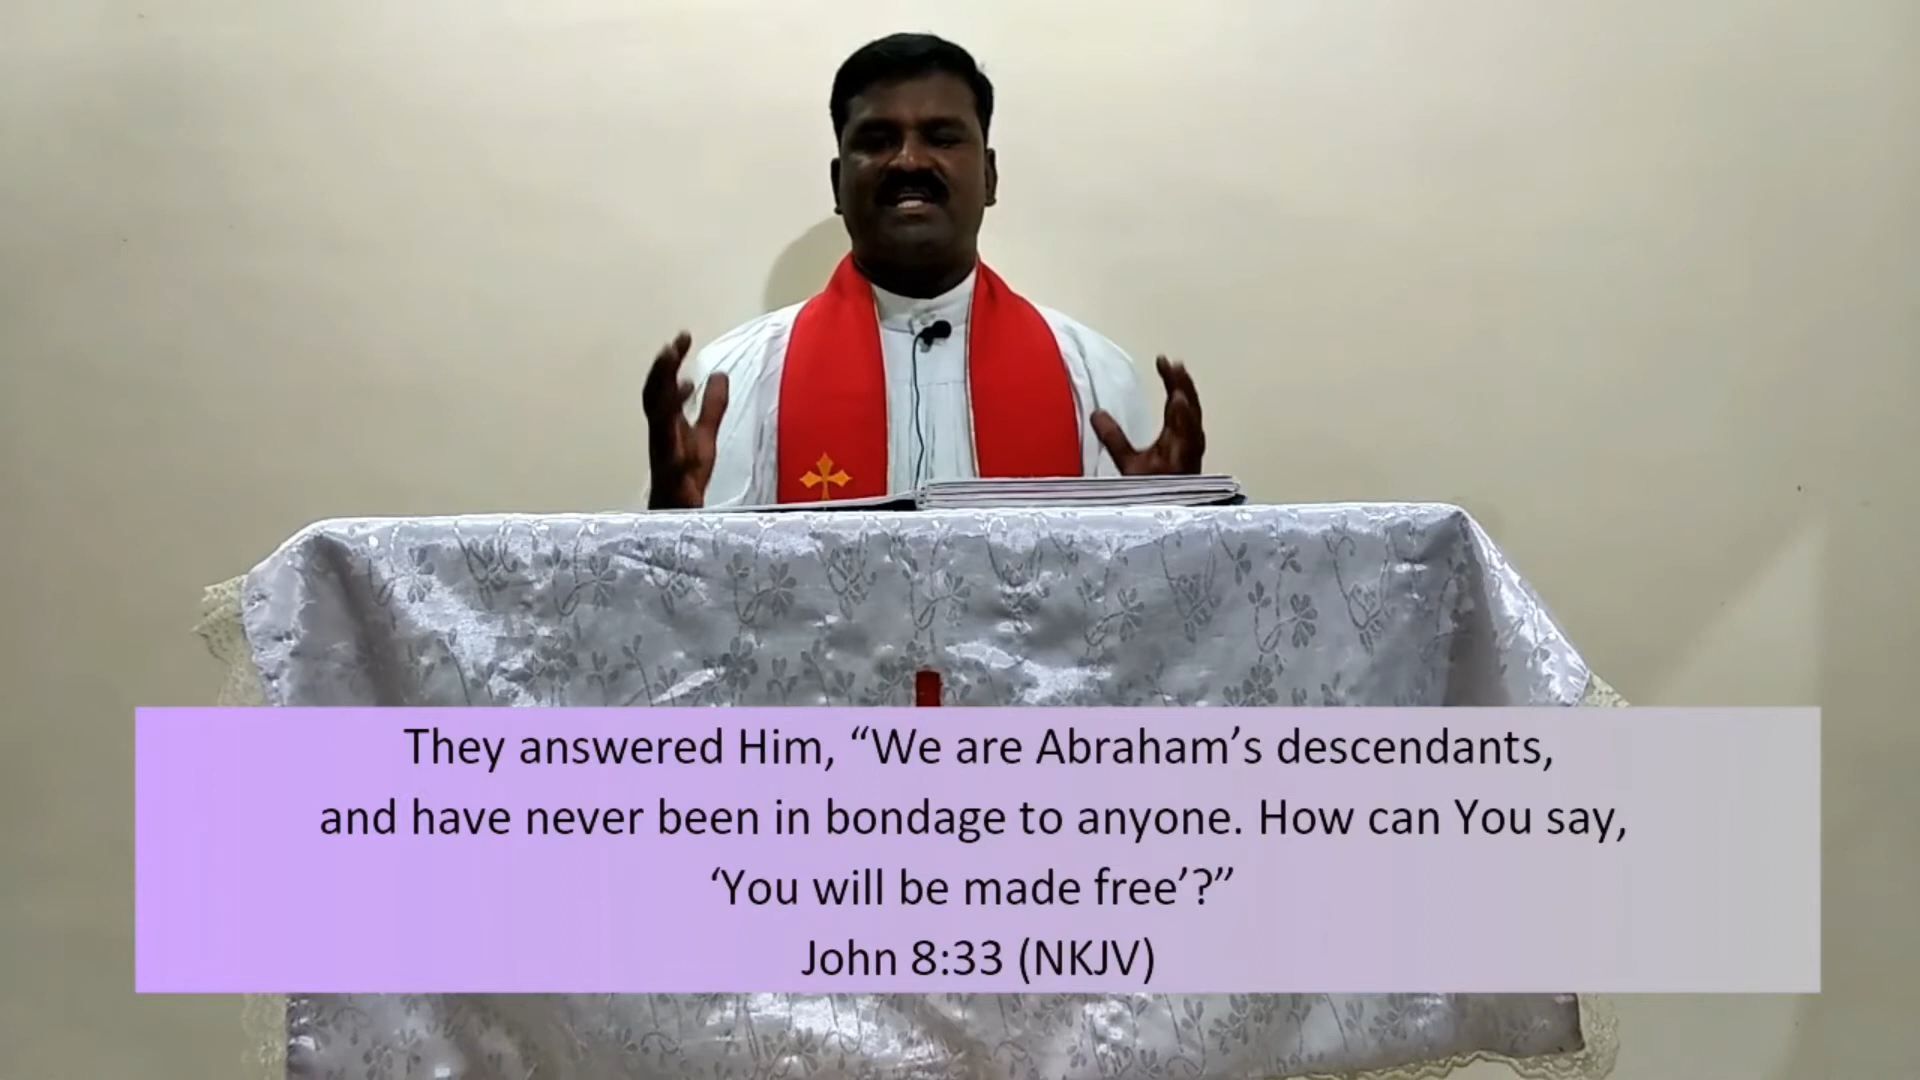 They answered Him, “We are Abraham’s descendants,
and have never been in bondage to anyone. How can You say,
‘You will be made free’?”
John 8:33 (NKJV)